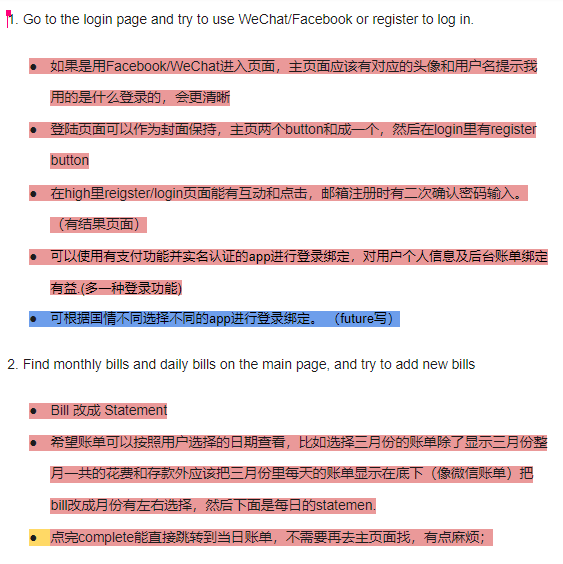 1. Go to the login page and try to use WeChat/Facebook or register to log in.
● 如果是用Facebook/WeChat进入页面，主页面应该有对应的头像和用户名提示我
用的是什么登录的，会更清晰
● 登陆页面可以作为封面保持，主页两个button和成一个，然后在login里有register
button
● 在high里reigster/login页面能有互动和点击，邮箱注册时有二次确认密码输入。
（有结果页面）
● 可以使用有支付功能并实名认证的app进行登录绑定，对用户个人信息及后台账单绑定
有益.(多一种登录功能)
● 可根据国情不同选择不同的app进行登录绑定。（future写）
2. Find monthly bills and daily bills on the main page, and try to add new bills
● Bill 改成 Statement
● 希望账单可以按照用户选择的日期查看，比如选择三月份的账单除了显示三月份整
月一共的花费和存款外应该把三月份里每天的账单显示在底下（像微信账单）把
bill改成月份有左右选择，然后下面是每日的statemen.
● 点完complete能直接跳转到当日账单，不需要再去主页面找，有点麻烦；